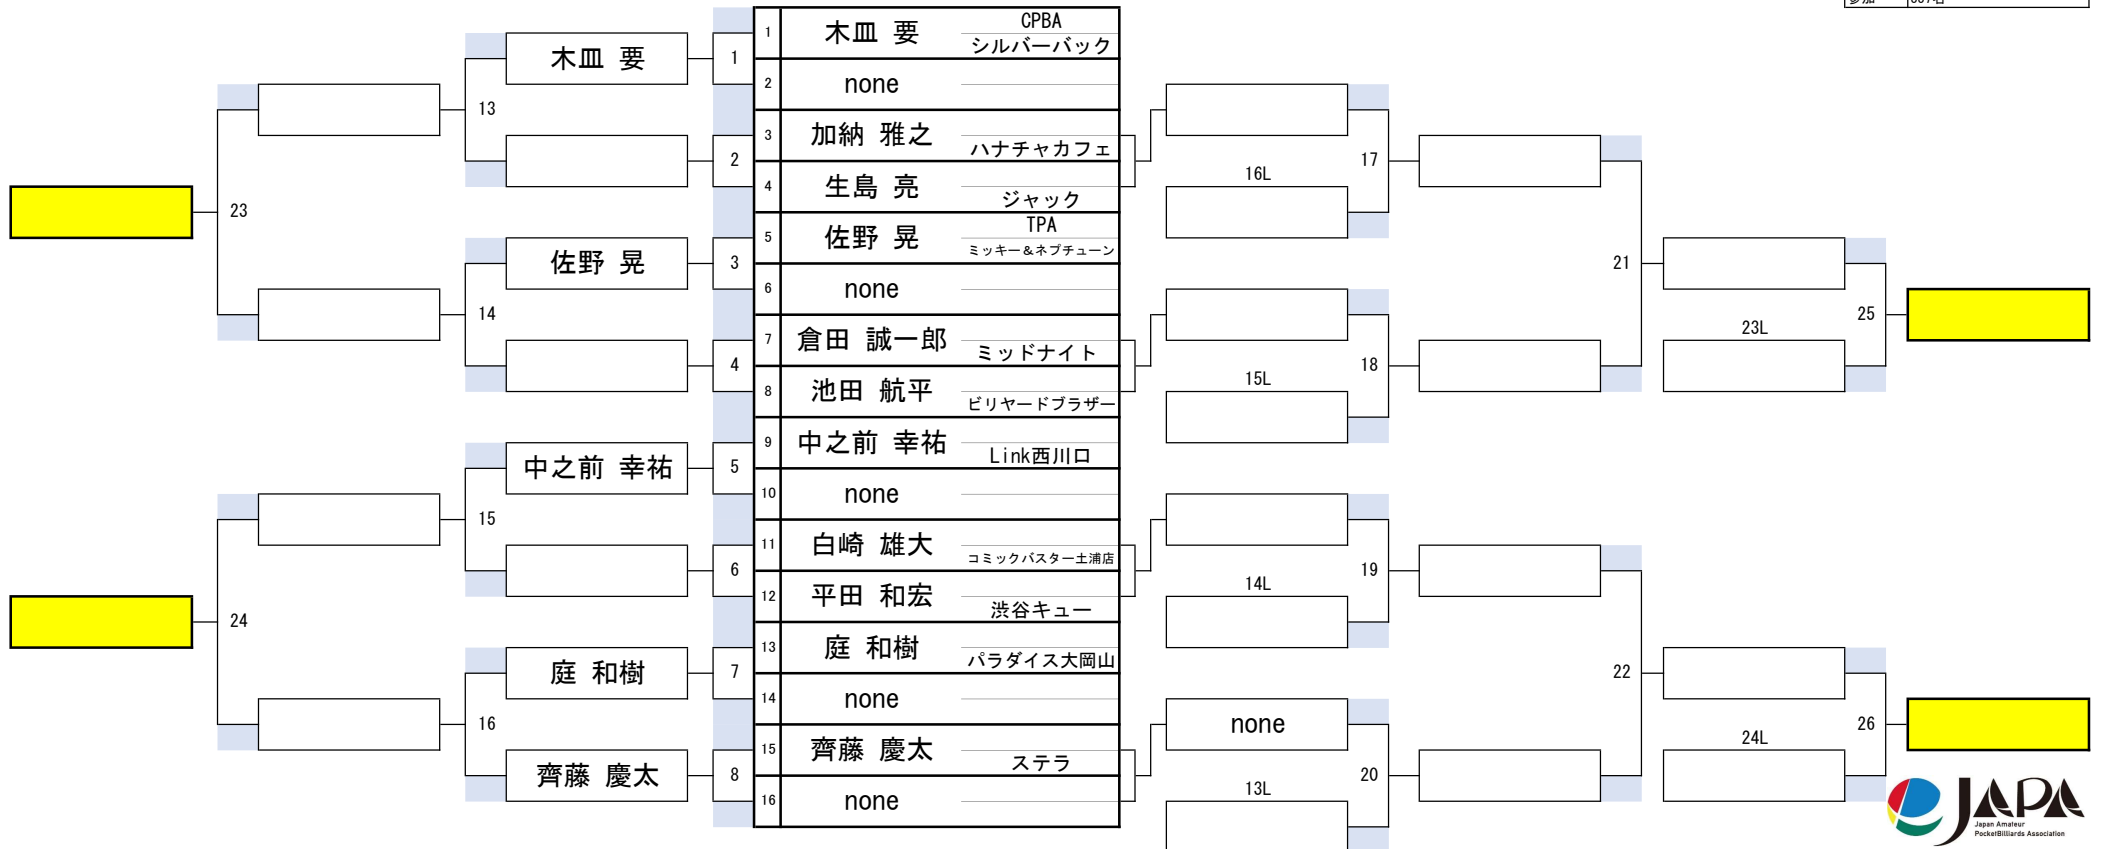 参加
1 木皿 要 CPBA シルバーバック
2 none
3 加納 雅之 ハナチャカフェ
4 生島 亮 ジャック
5 佐野 晃 TPA ミッキー＆ネプチューン
6 none
7 倉田 誠一郎 ミッドナイト
8 池田 航平 ビリヤードブラザー
9 中之前 幸祐 Link西川口
10 none
11 白崎 雄大 コミックバスター土浦店
12 平田 和宏 渋谷キュー
13 庭 和樹 パラダイス大岡山
14 none
15 齊藤 慶太 ステラ
16 none
木皿 要 1
13
2
23
佐野 晃 3
14
4
中之前 幸祐 5
15
6
24
庭 和樹 7
16
齊藤 慶太 8
17
16L
21
18
15L
23L
25
19
14L
22
none
20
13L
24L
26
JAPA
Japan Amateur
PocketBilliards Association